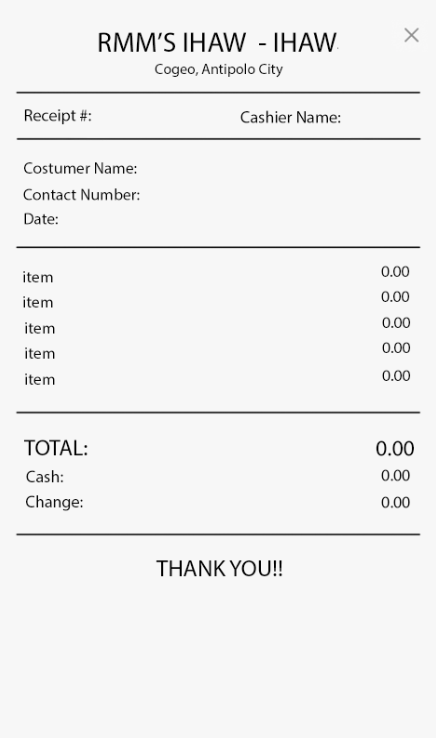 RMM'S IHAW - IHAW
Cogeo, Antipolo City
Receipt #: Cashier Name:
Costumer Name:
Contact Number:
Date:
item 0.00
item 0.00
item 0.00
item 0.00
item 0.00
TOTAL: 0.00
Cash: 0.00
Change: 0.00
THANK YOU!!